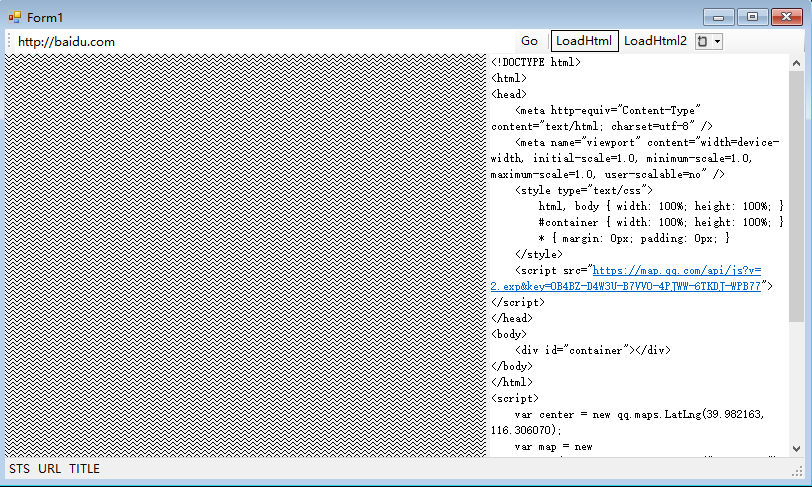 Form1
http://baidu.com
Go
LoadHtml
LoadHtml2
<!DOCTYPE html>
<html>
<head>
<meta http-equiv="Content-Type"
content="text/html; charset=utf-8" />
<meta name="viewport" content="width=device-
width, initial-scale=1.0, minimum-scale=1.0,
maximum-scale=1.0, user-scalable=no" />
<style type="text/css">
html, body { width: 100%; height: 100%; }
#container { width: 100%; height: 100%; }
* { margin: 0px; padding: 0px; }
</style>
<script src="https://map.qq.com/api/js?v=
2.exp&key=OB4BZ-D4W3U-B7VVO-4PJWW-6TKDJ-WPB77">
</script>
</head>
<body>
<div id="container"></div>
</body>
</html>
<script>
var center = new qq.maps.LatLng(39.982163,
116.306070);
var map = new
STS URL TITLE